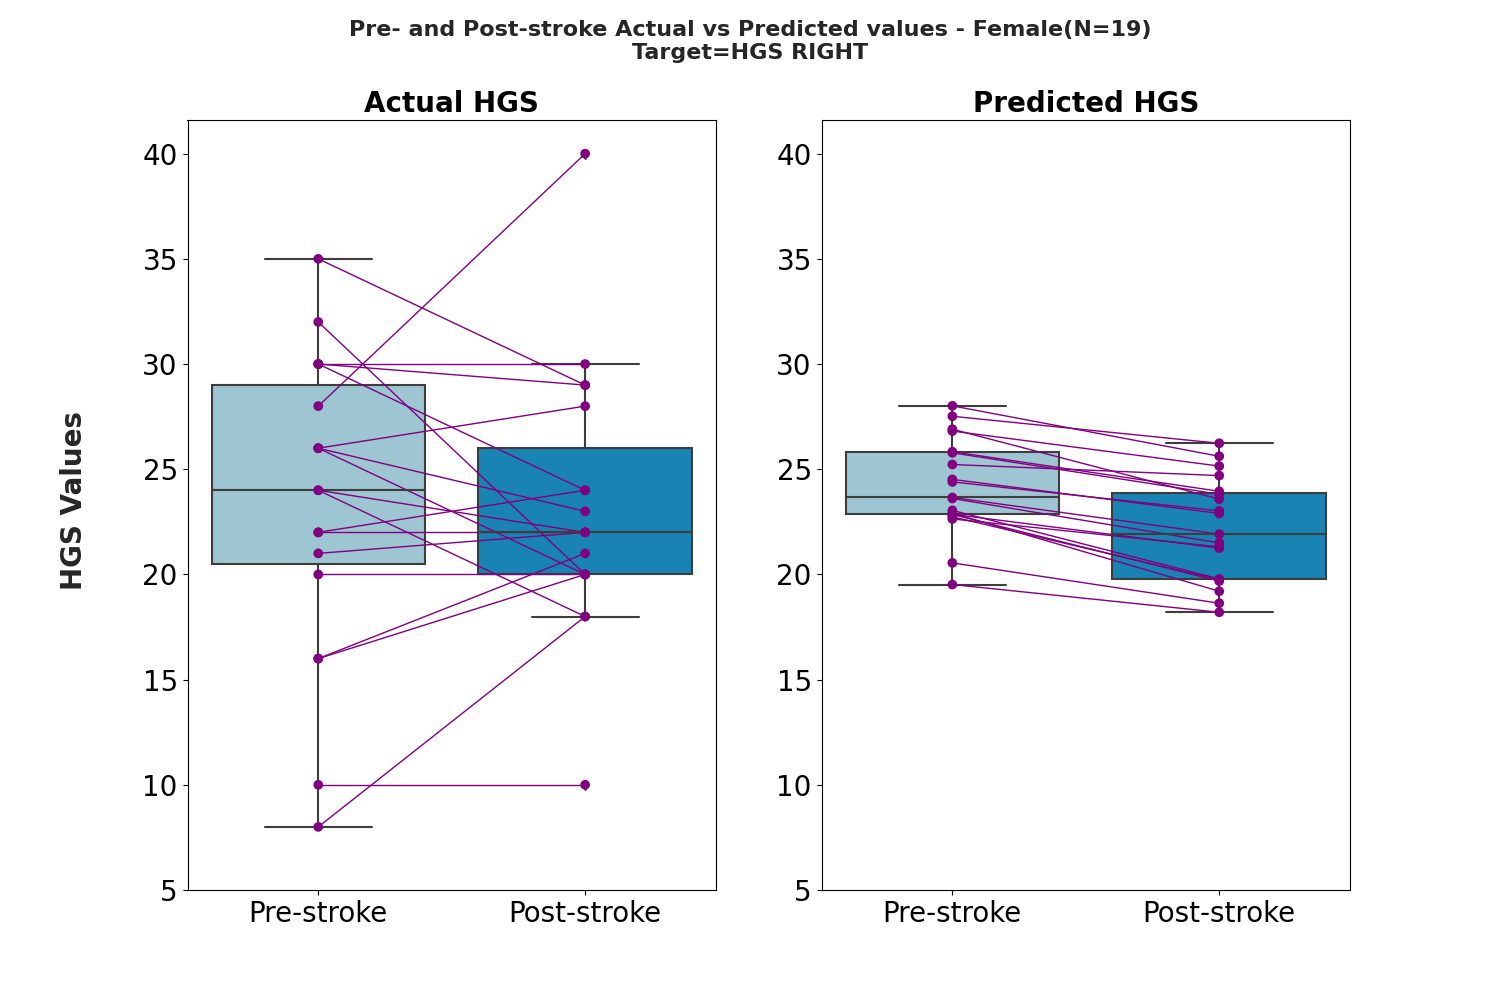 Pre- and Post-stroke Actual vs Predicted values - Female(N=19)
Target=HGS RIGHT
Actual HGS
Predicted HGS
HGS Values
40
35
30
25
20
15
10
5
Pre-stroke
Post-stroke
40
35
30
25
20
15
10
5
Pre-stroke
Post-stroke